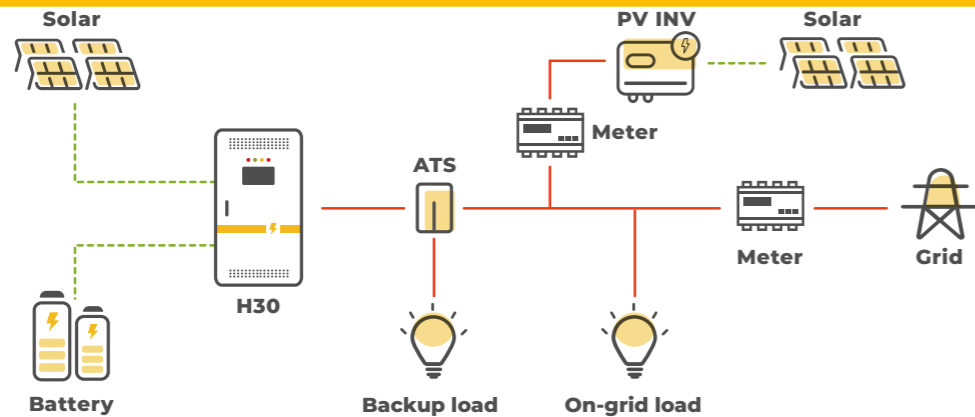 Solar
PV INV
Solar
Meter
ATS
H30
Meter
Grid
Battery
Backup load
On-grid load